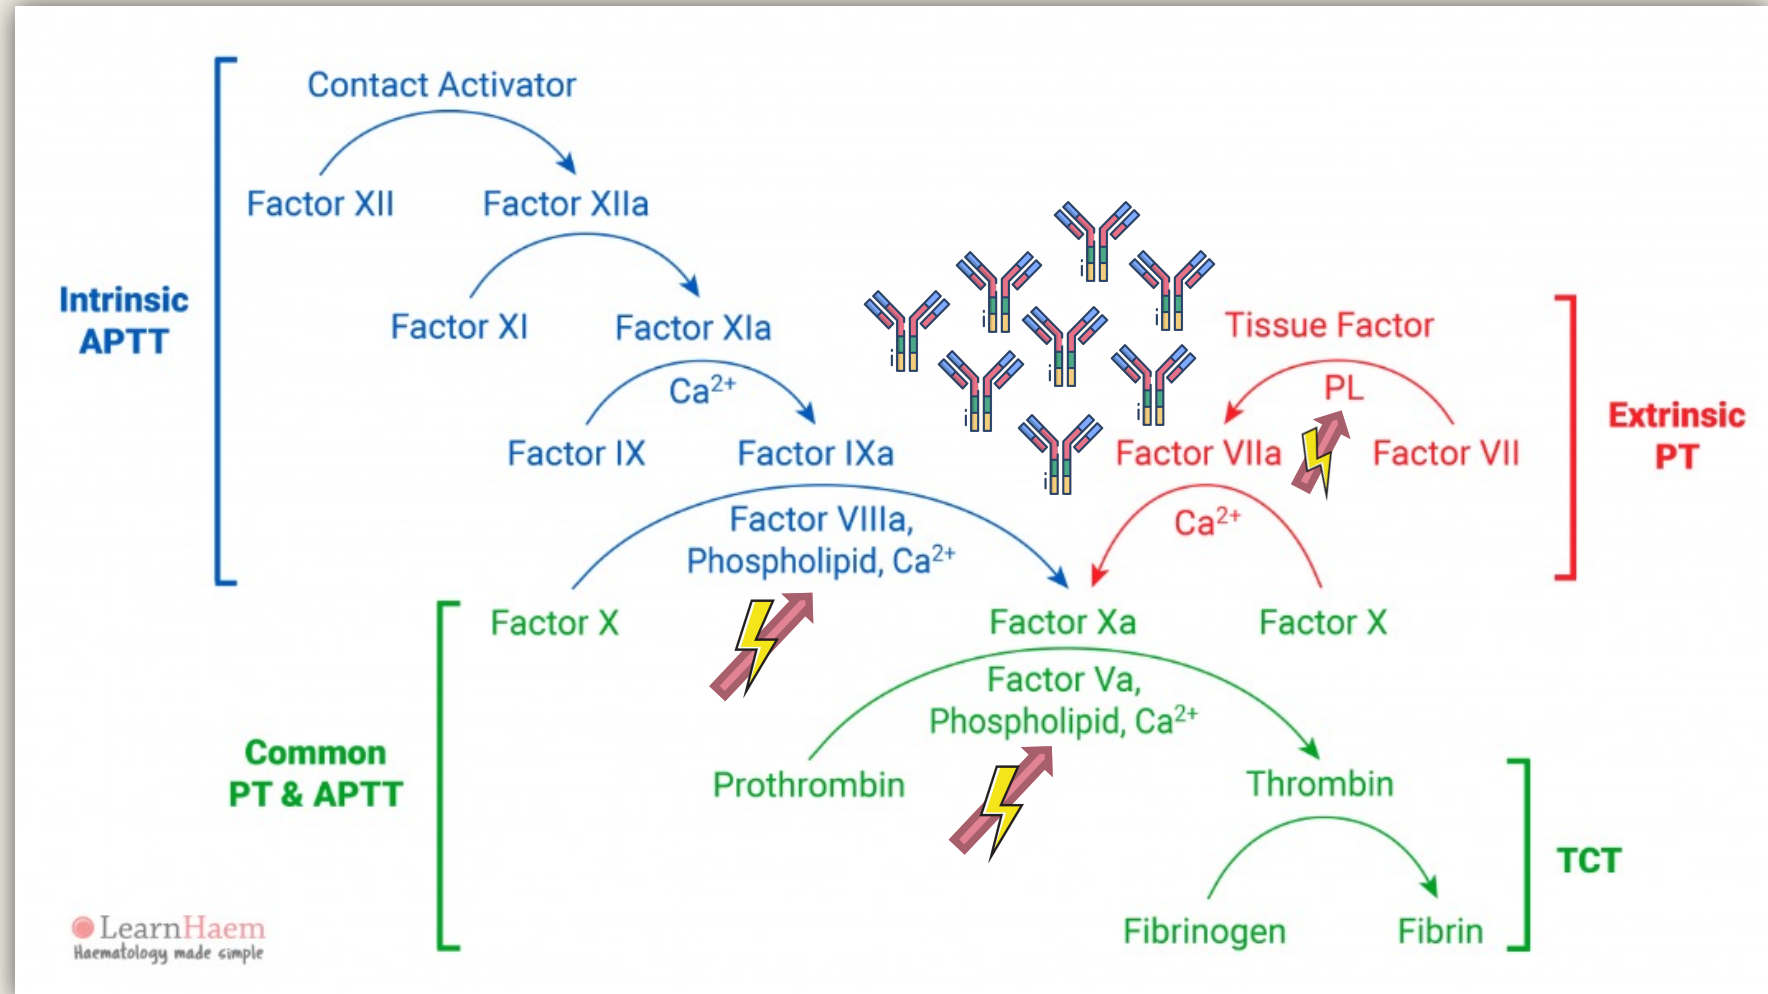 Contact Activator
Factor XII
Factor XIIa
Intrinsic
APTT
Factor XI
Factor XIa
Ca2+
Factor IX
Factor IXa
Factor VIIIa,
Phospholipid, Ca2+
i
i
i
i
i
i
i
i
Tissue Factor
PL
Factor VIIa
Factor VII
Extrinsic
PT
Ca2+
Factor X
Factor Xa
Factor X
Factor Va,
Phospholipid, Ca2+
Common
PT & APTT
Prothrombin
Thrombin
TCT
Fibrinogen
Fibrin
LearnHaem
Haematology made simple